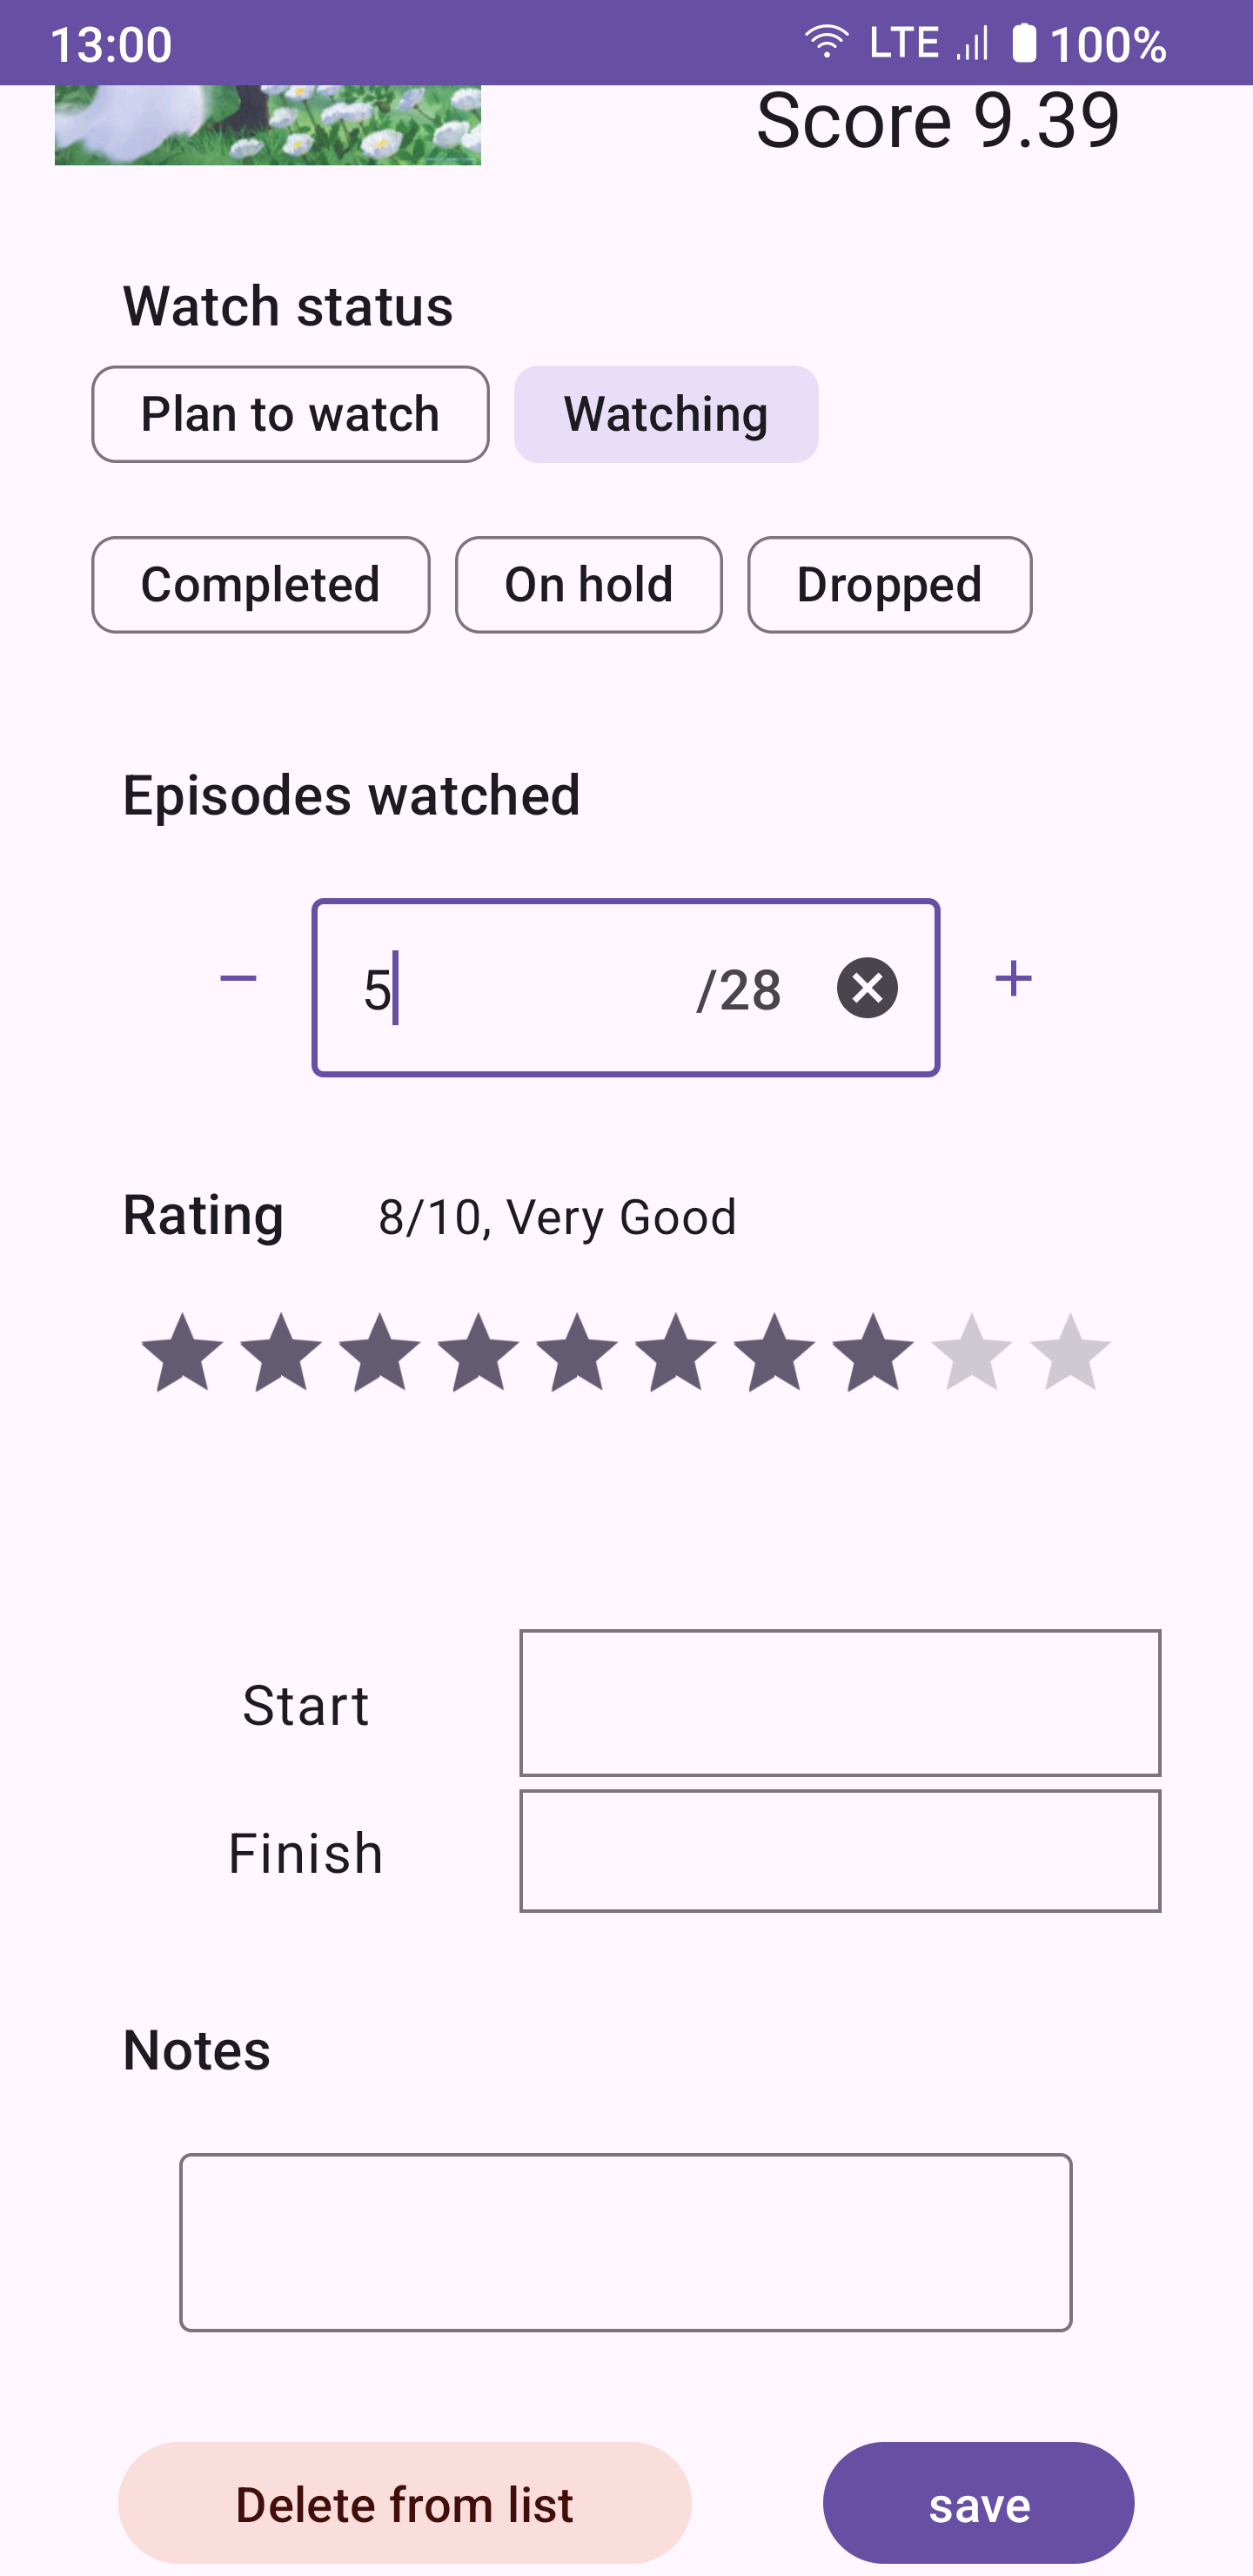 13:00 LTE 100%
Score 9.39
Watch status
Plan to watch Watching
Completed On hold Dropped
Episodes watched
− 5 /28 +
Rating 8/10, Very Good
Start
Finish
Notes
Delete from list save